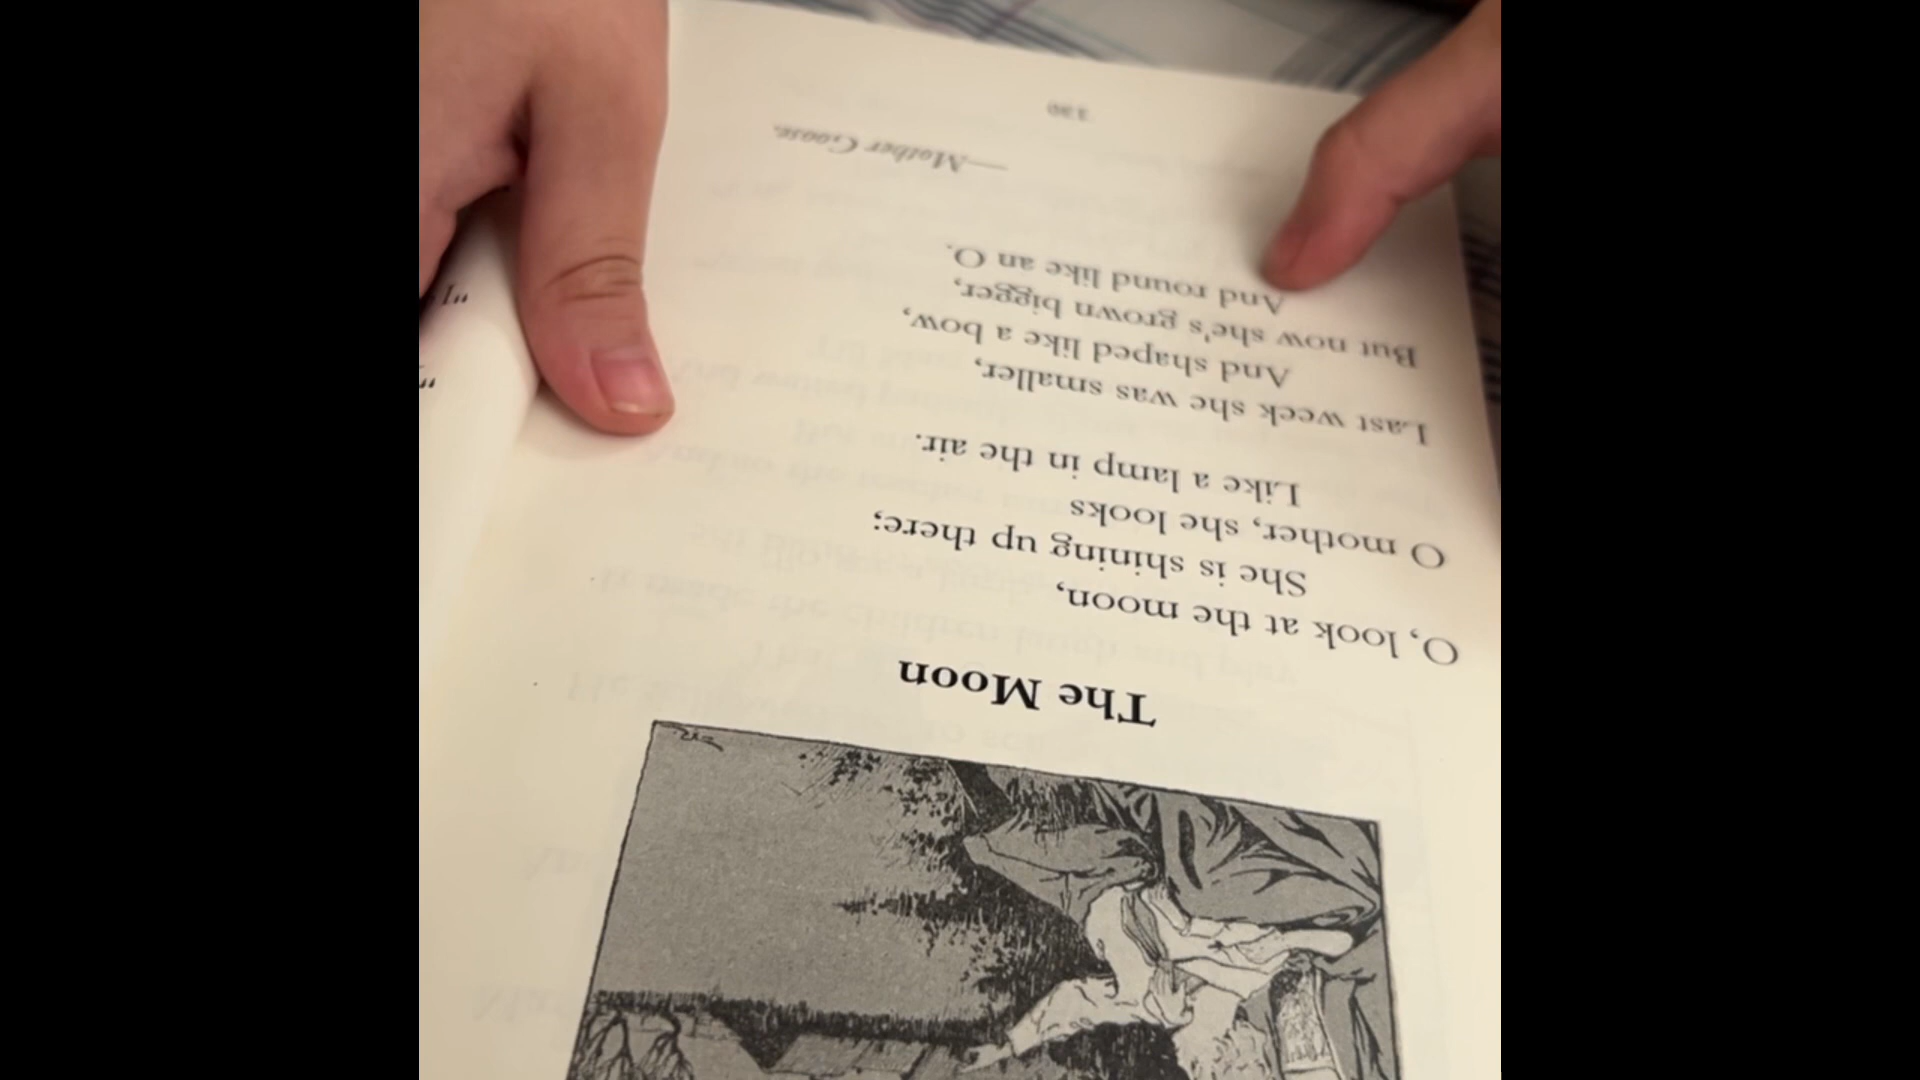 The Moon
O, look at the moon,
She is shining up there;
O mother, she looks
Like a lamp in the air.
Last week she was smaller,
And shaped like a bow,
But now she's grown bigger,
And round like an O.
—Mother Goose.
130